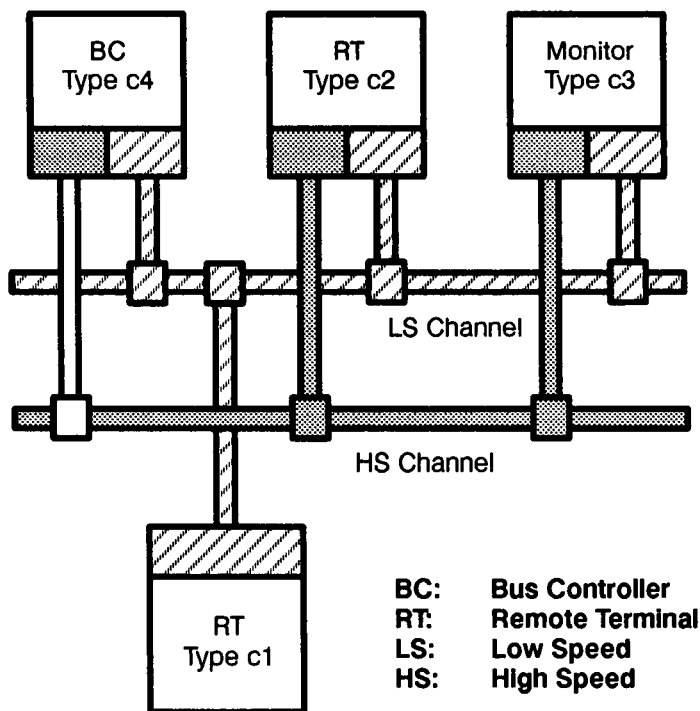 BC
Type c4
RT
Type c2
Monitor
Type c3
LS Channel
HS Channel
RT
Type c1
BC: Bus Controller
RT: Remote Terminal
LS: Low Speed
HS: High Speed